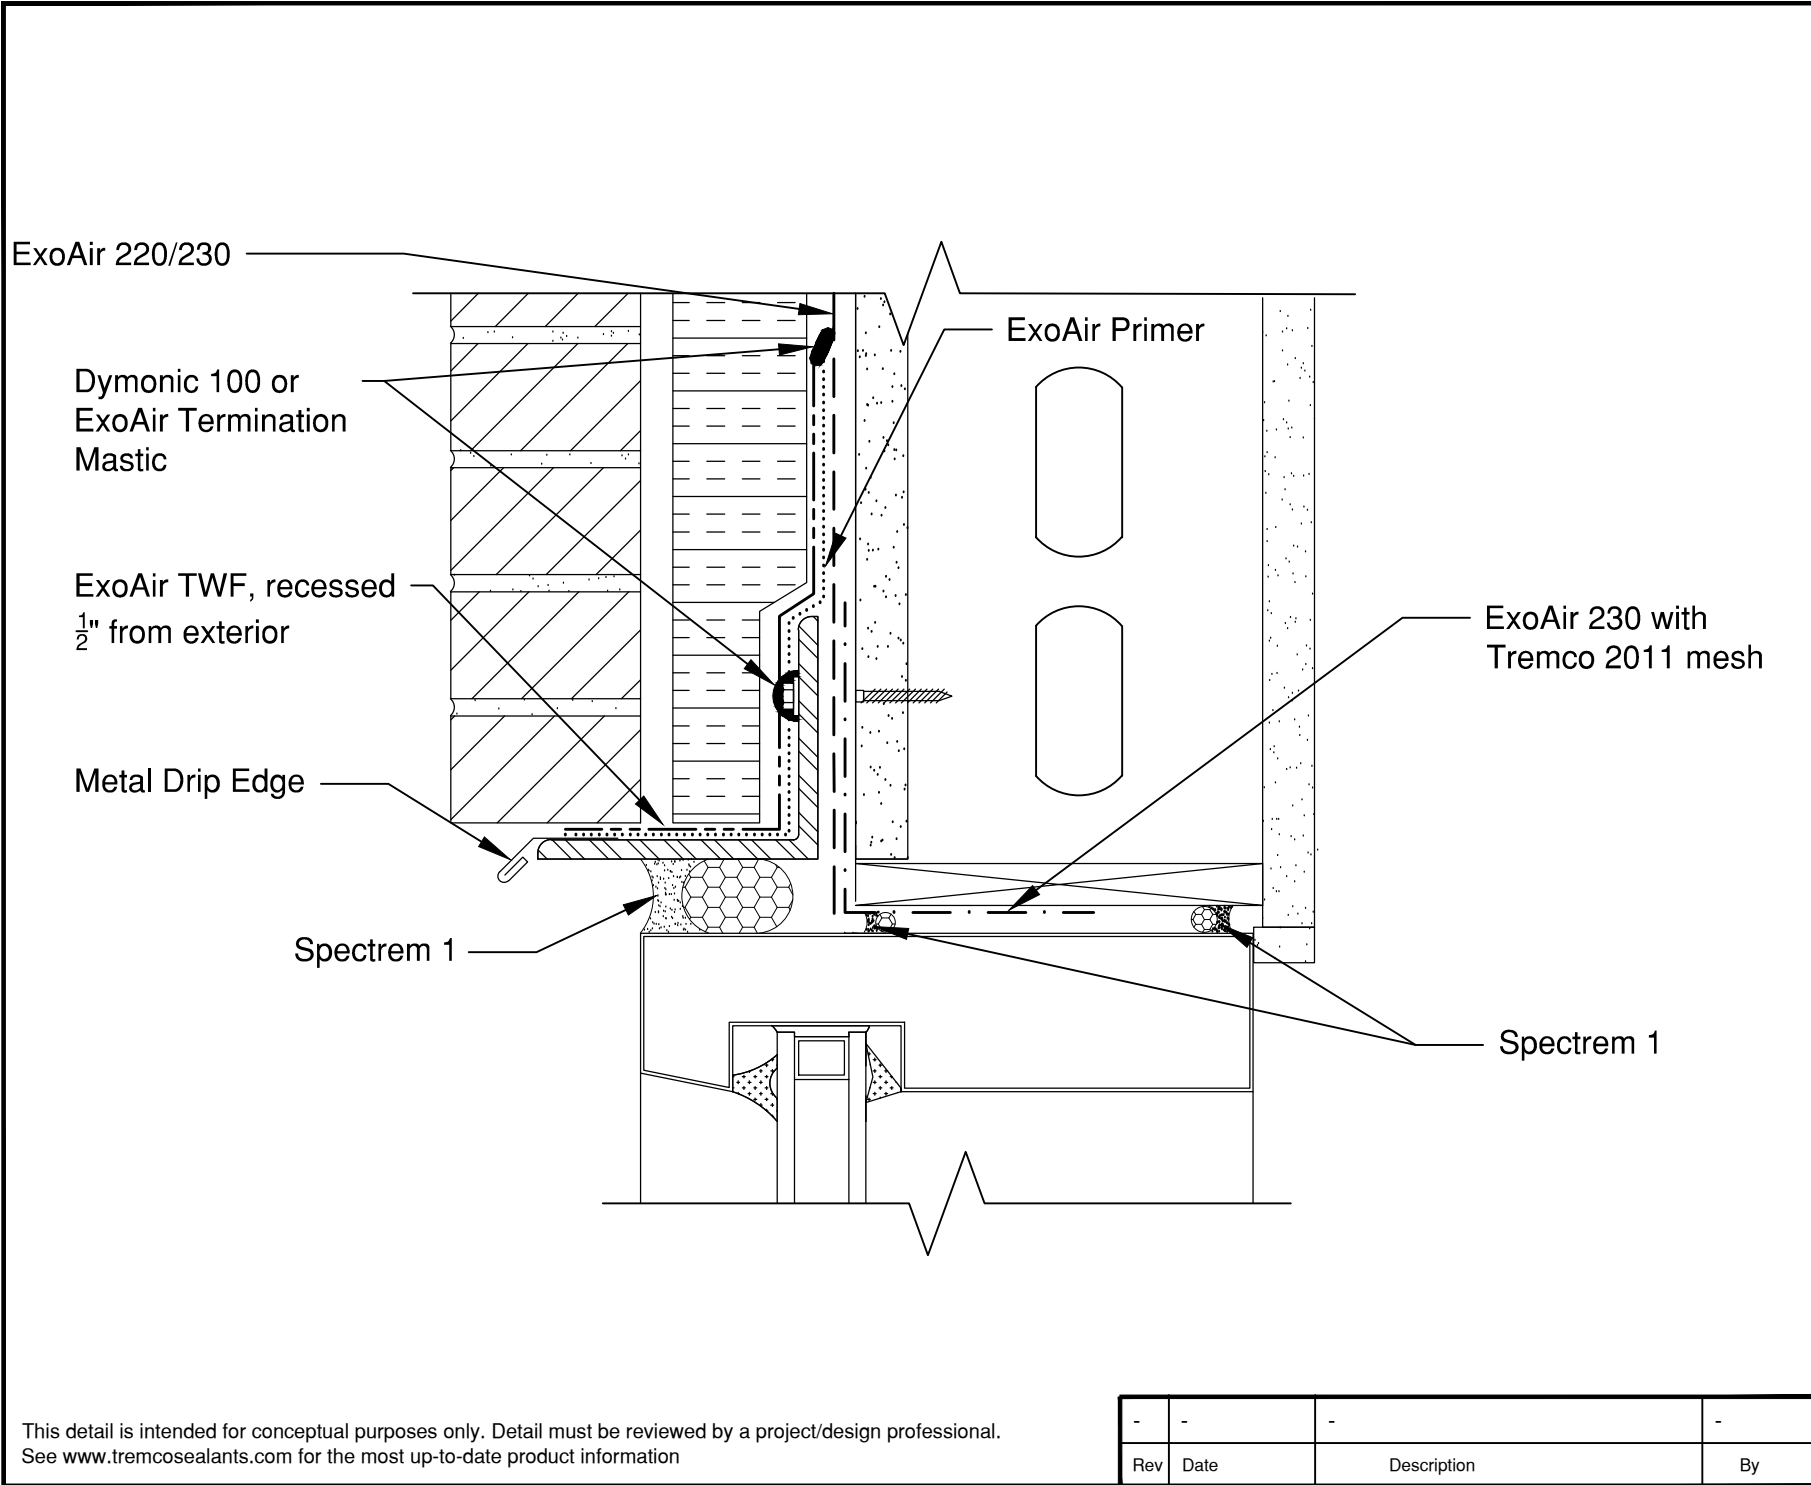 ExoAir 220/230
ExoAir Primer
Dymonic 100 or
ExoAir Termination
Mastic
ExoAir TWF, recessed
1/2" from exterior
ExoAir 230 with
Tremco 2011 mesh
Metal Drip Edge
Spectrem 1
Spectrem 1
This detail is intended for conceptual purposes only. Detail must be reviewed by a project/design professional.
See www.tremcosealants.com for the most up-to-date product information
- - - -
Rev Date Description By